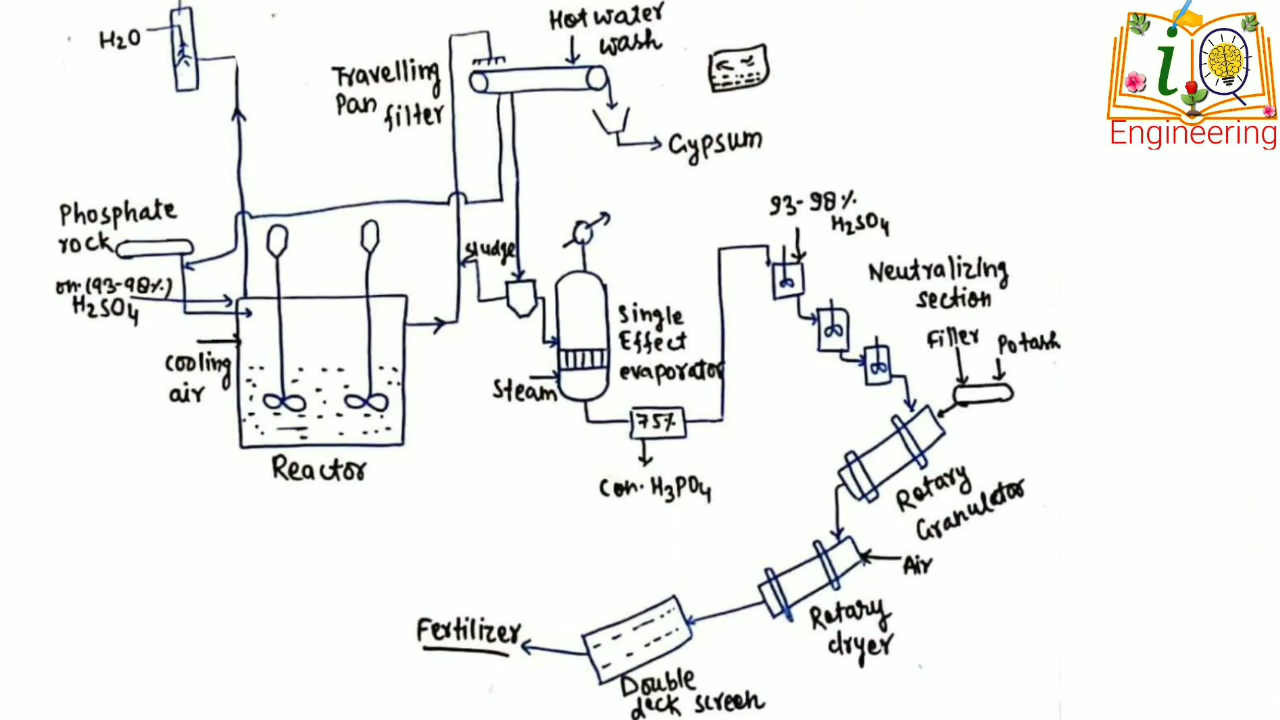 H2O
Hot water
wash
Travelling
Pan
filter
Gypsum
i
Engineering
Phosphate
rock
on. (93-98%)
H2SO4
cooling
air
Reactor
sludge
Steam
Single
Effect
evaporator
75%
Con. H3PO4
93-98%
H2SO4
Neutralizing
section
Filler
Potash
Rotary
Granulator
Air
Rotary
dryer
Double
deck screen
Fertilizer